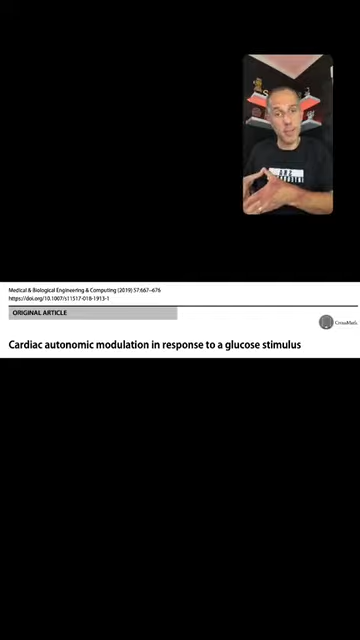 Medical & Biological Engineering & Computing (2019) 57:667–676
https://doi.org/10.1007/s11517-018-1913-1
ORIGINAL ARTICLE
CrossMark
Cardiac autonomic modulation in response to a glucose stimulus